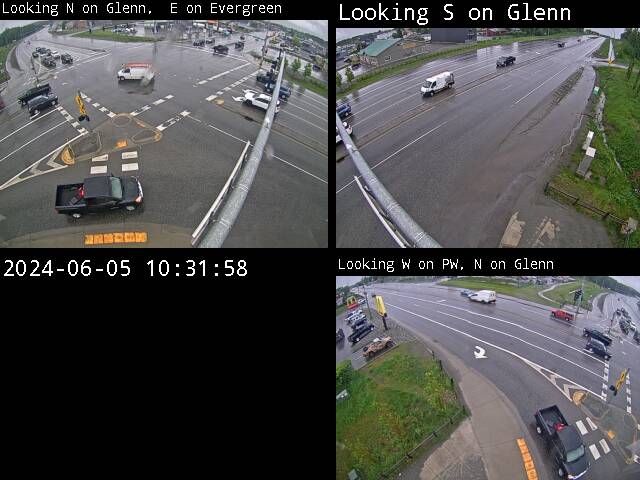 Looking N on Glenn, E on Evergreen
Looking S on Glenn
2024-06-05 10:31:58
Looking W on PW, N on Glenn